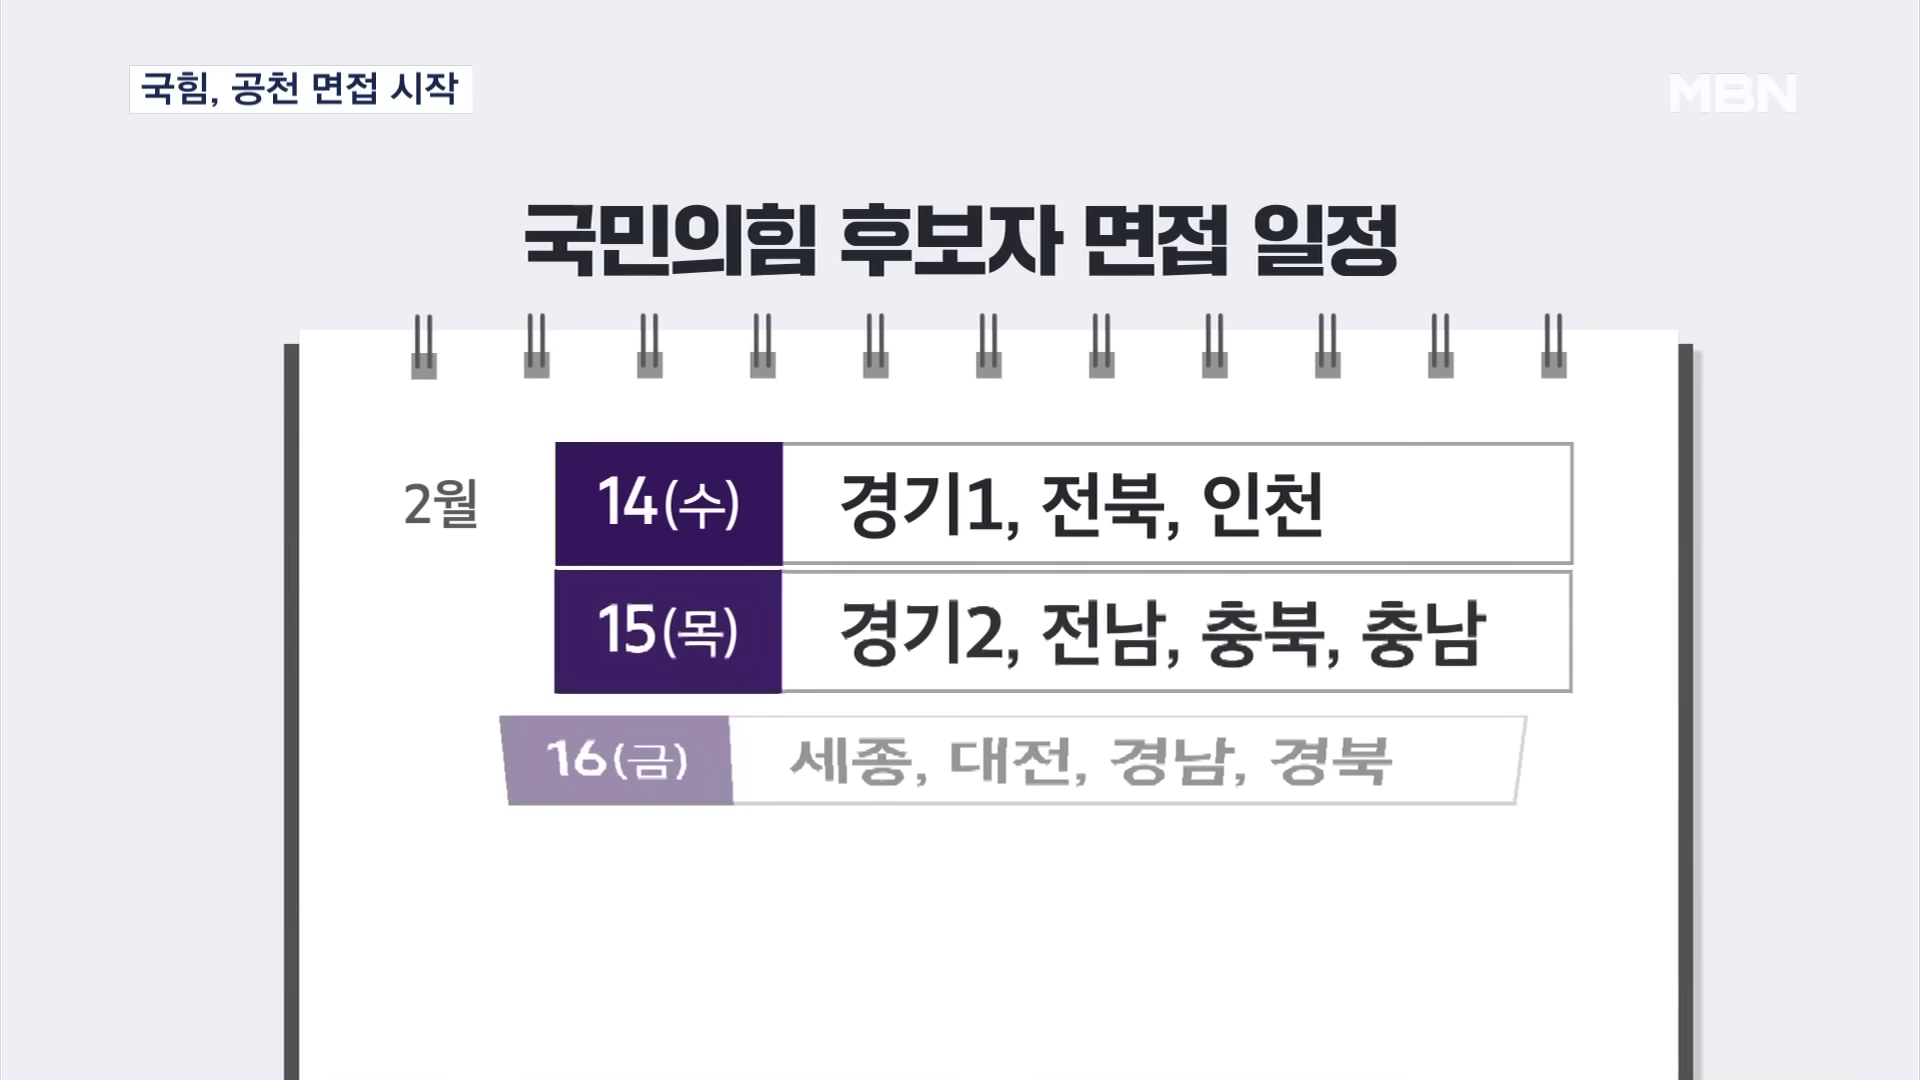 국힘, 공천 면접 시작
MBN
국민의힘 후보자 면접 일정
2월 14(수) 경기1, 전북, 인천
15(목) 경기2, 전남, 충북, 충남
16(금) 세종, 대전, 경남, 경북